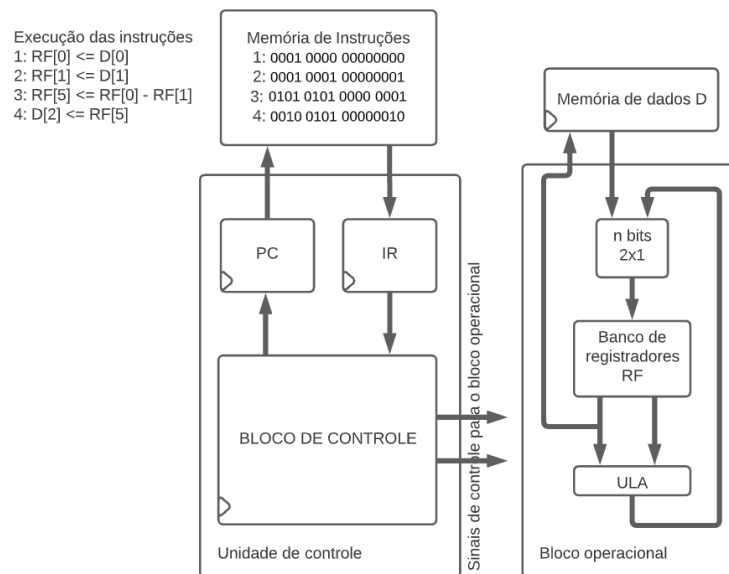 Execução das instruções
1: RF[0] <= D[0]
2: RF[1] <= D[1]
3: RF[5] <= RF[0] - RF[1]
4: D[2] <= RF[5]
Memória de Instruções
1: 0001 0000 00000000
2: 0001 0001 00000001
3: 0101 0101 0000 0001
4: 0010 0101 00000010
Memória de dados D
PC
IR
n bits
2x1
Banco de
registradores
RF
BLOCO DE CONTROLE
ULA
Sinais de controle para o bloco operacional
Unidade de controle
Bloco operacional